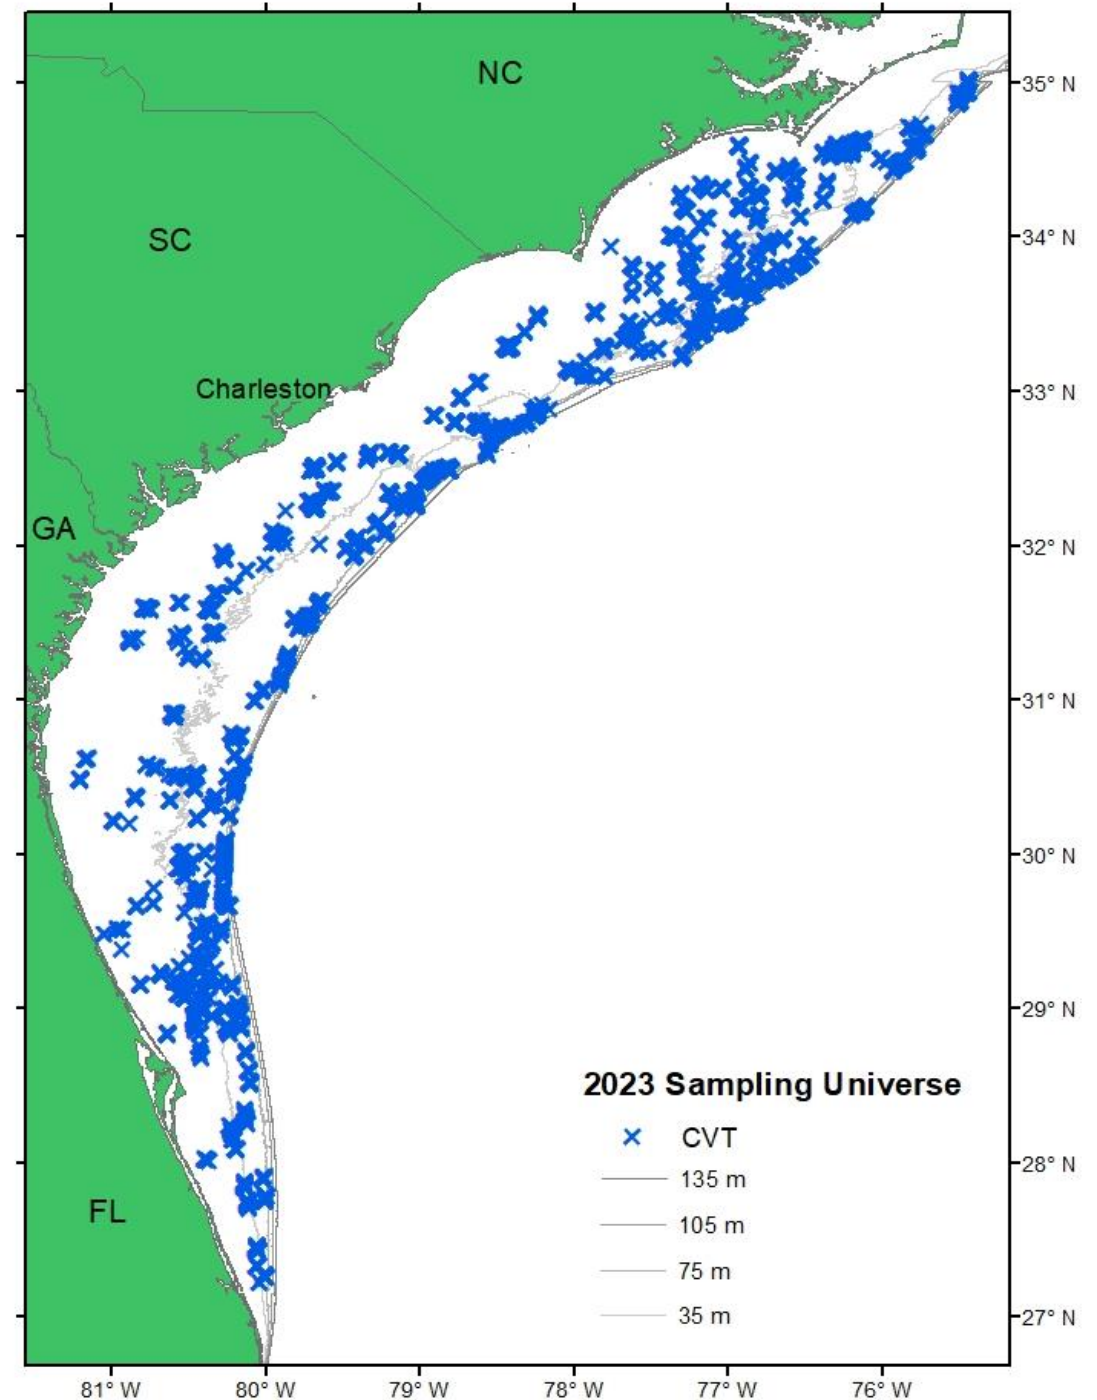 NC
35° N
SC
34° N
Charleston
33° N
GA
32° N
31° N
30° N
29° N
2023 Sampling Universe
CVT
28° N
135 m
FL
105 m
75 m
35 m
27° N
81° W
80° W
79° W
78° W
77° W
76° W